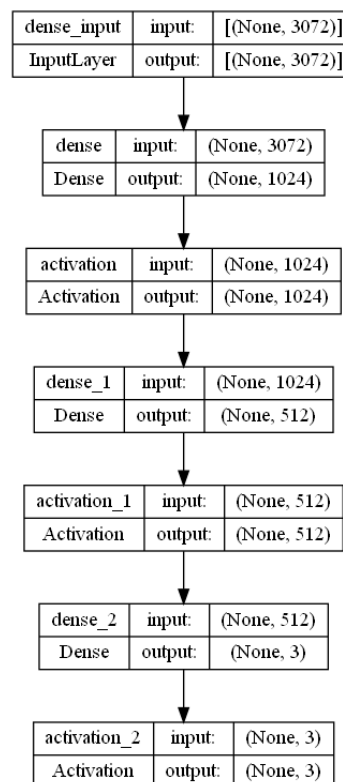 dense_input input: [(None, 3072)]
InputLayer output: [(None, 3072)]
dense input: (None, 3072)
Dense output: (None, 1024)
activation input: (None, 1024)
Activation output: (None, 1024)
dense_1 input: (None, 1024)
Dense output: (None, 512)
activation_1 input: (None, 512)
Activation output: (None, 512)
dense_2 input: (None, 512)
Dense output: (None, 3)
activation_2 input: (None, 3)
Activation output: (None, 3)